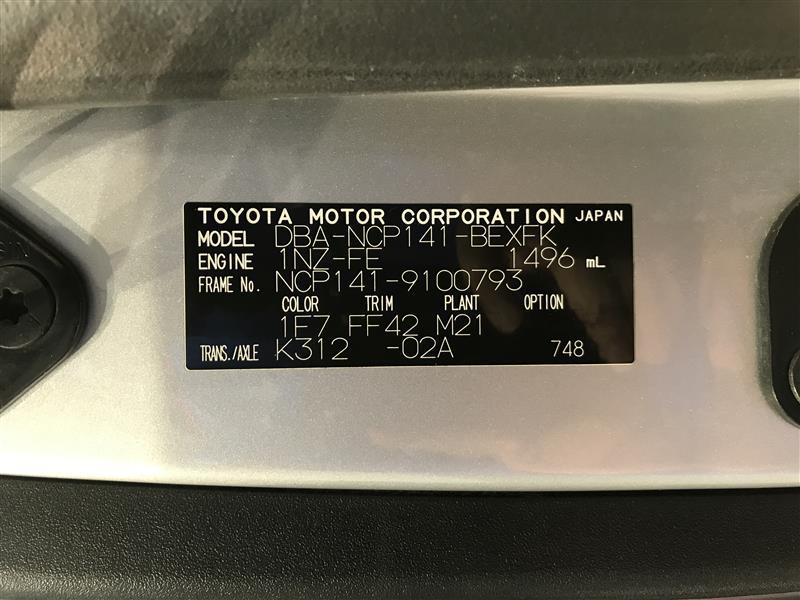 TOYOTA MOTOR CORPORATION JAPAN
MODEL DBA-NCP141-BEXFK
ENGINE 1NZ-FE 1496 mL
FRAME No. NCP141-9100793
COLOR TRIM PLANT OPTION
1E7 FF42 M21
TRANS./AXLE K312 -02A 748